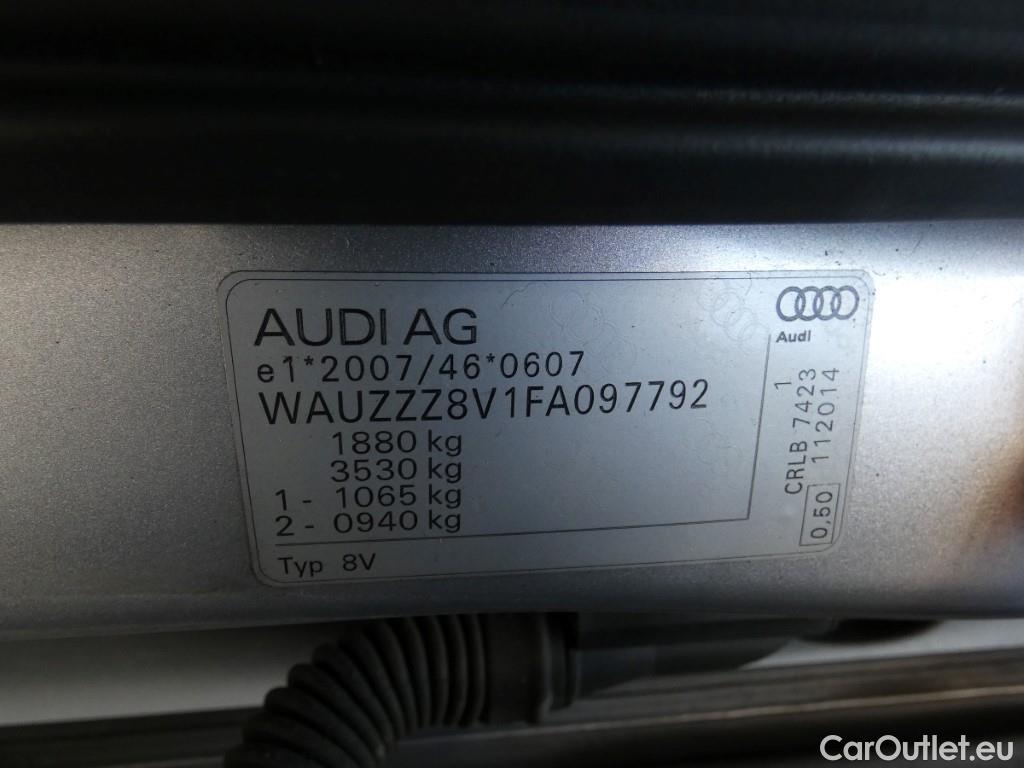 AUDI AG
e1*2007/46*0607
WAUZZZ8V1FA097792
1880 kg
3530 kg
1 - 1065 kg
2 - 0940 kg
Typ 8V
Audi
CRLB 7423 1
0,50 112014
CarOutlet.eu